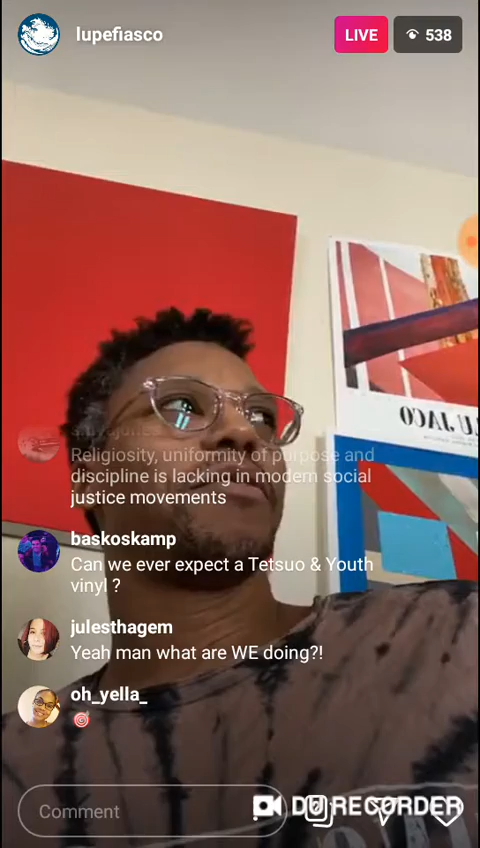 lupefiasco
LIVE
538
Religiosity, uniformity of purpose and
discipline is lacking in modern social
justice movements
baskoskamp
Can we ever expect a Tetsuo & Youth
vinyl ?
julesthagem
Yeah man what are WE doing?!
oh_yella_
Comment
DU RECORDER